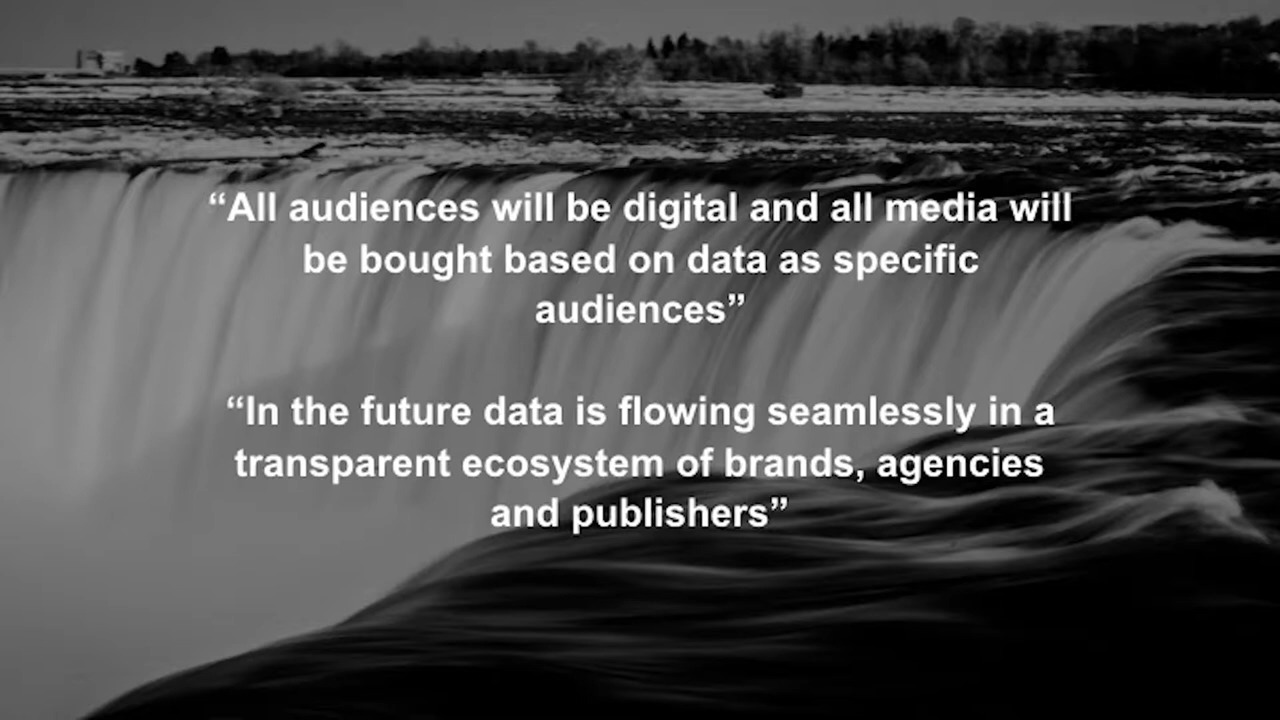 “All audiences will be digital and all media will
be bought based on data as specific
audiences”
“In the future data is flowing seamlessly in a
transparent ecosystem of brands, agencies
and publishers”